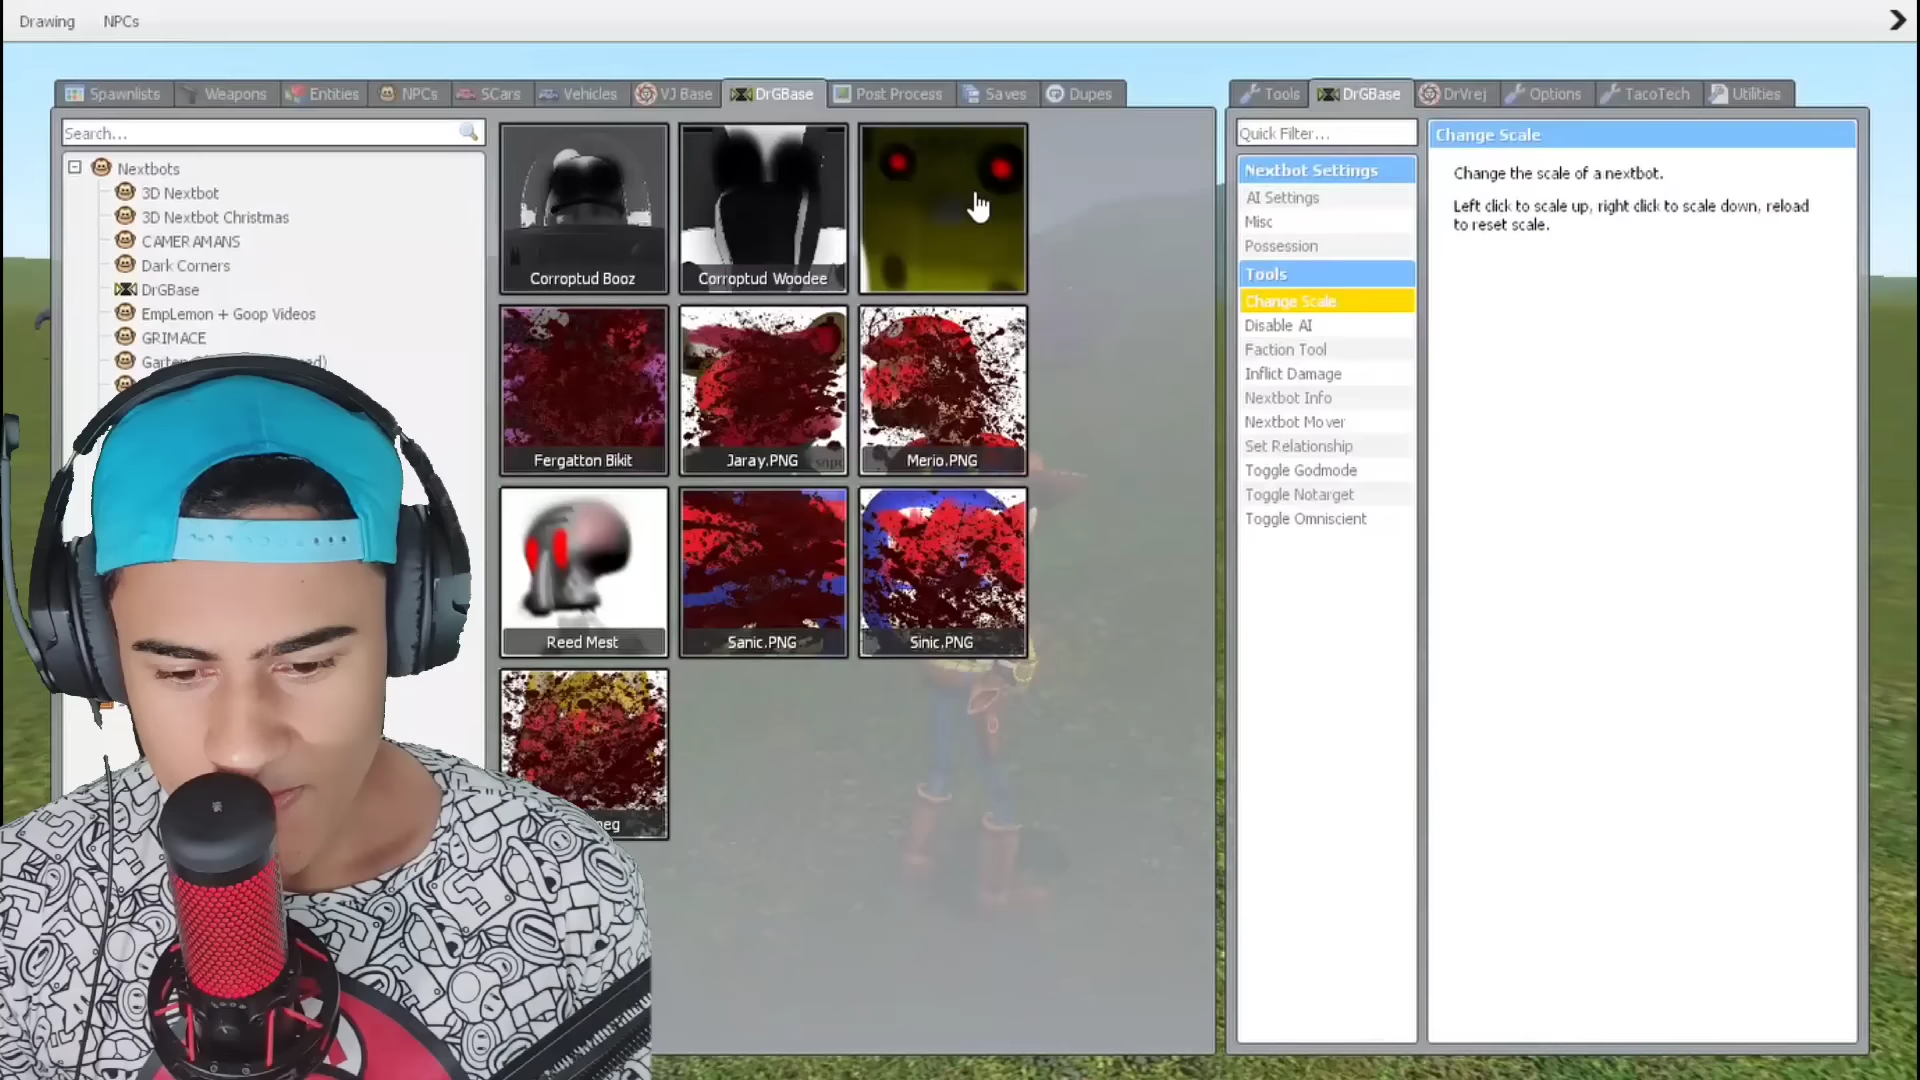 Drawing NPCs
Spawnlists Weapons Entities NPCs SCars Vehicles VJ Base DrGBase Post Process Saves Dupes
Search...
Nextbots
3D Nextbot
3D Nextbot Christmas
CAMERAMANS
Dark Corners
DrGBase
EmpLemon + Goop Videos
GRIMACE
Corroptud Booz
Corroptud Woodee
Fergatton Bikit
Jaray.PNG
Merio.PNG
Reed Mest
Sanic.PNG
Sinic.PNG
Tools DrGBase DrVrej Options TacoTech Utilities
Quick Filter...
Nextbot Settings
AI Settings
Misc
Possession
Tools
Change Scale
Disable AI
Faction Tool
Inflict Damage
Nextbot Info
Nextbot Mover
Set Relationship
Toggle Godmode
Toggle Notarget
Toggle Omniscient
Change Scale
Change the scale of a nextbot.
Left click to scale up, right click to scale down, reload
to reset scale.